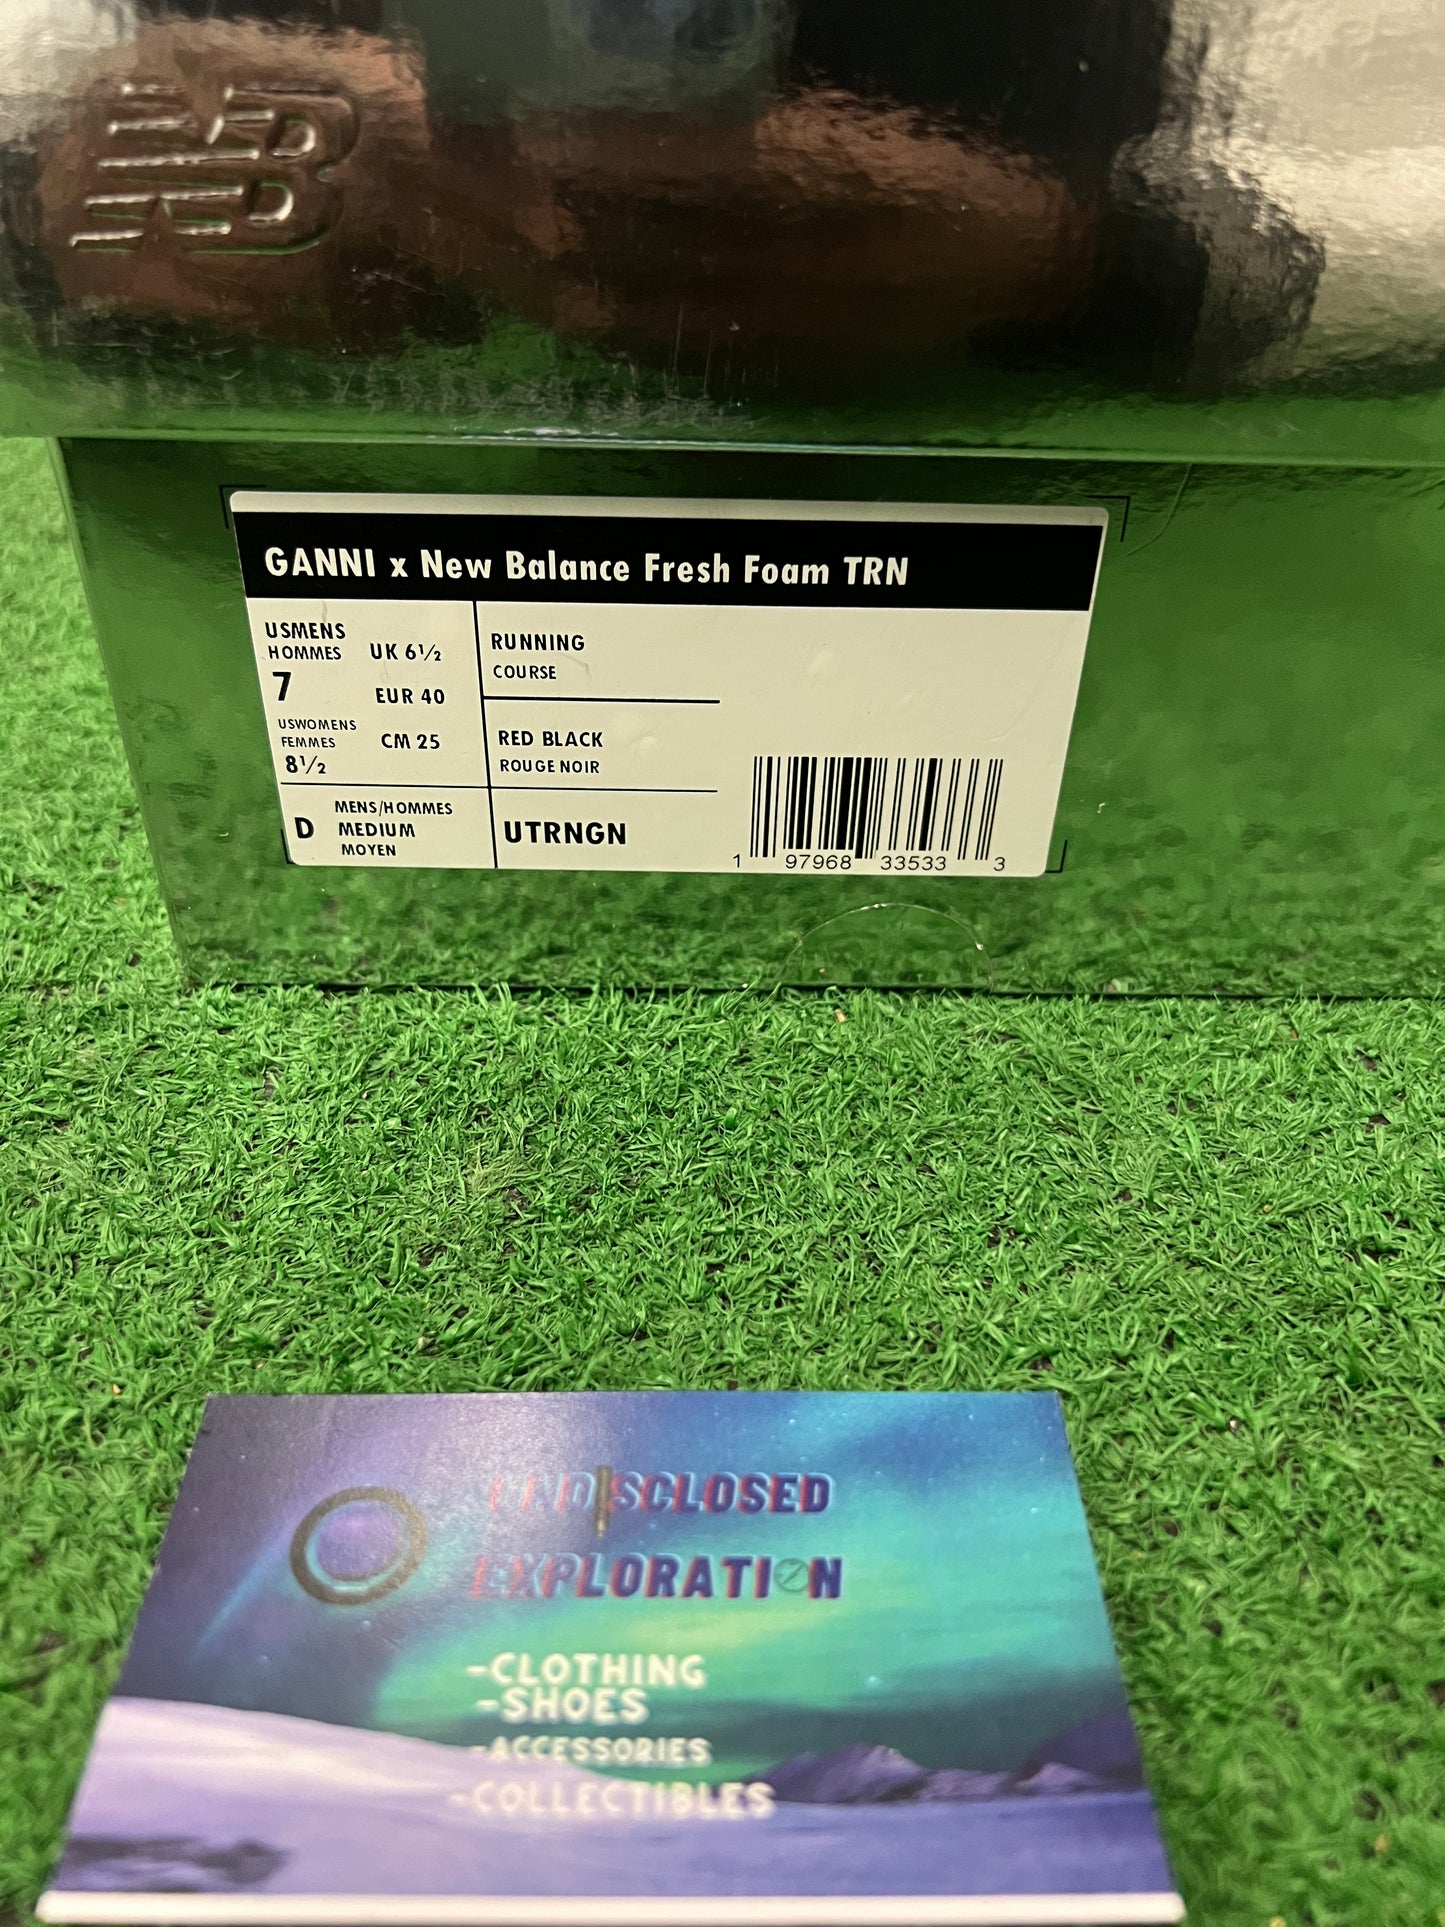 NB
GANNI x New Balance Fresh Foam TRN
USMENS
HOMMES
7
UK 6½
EUR 40
USWOMENS
FEMMES
8½
CM 25
D
MENS/HOMMES
MEDIUM
MOYEN
RUNNING
COURSE
RED BLACK
ROUGE NOIR
UTRNGN
1 97968 33533 3
UNDISCLOSED
EXPLORATION
-CLOTHING
-SHOES
-ACCESSORIES
-COLLECTIBLES